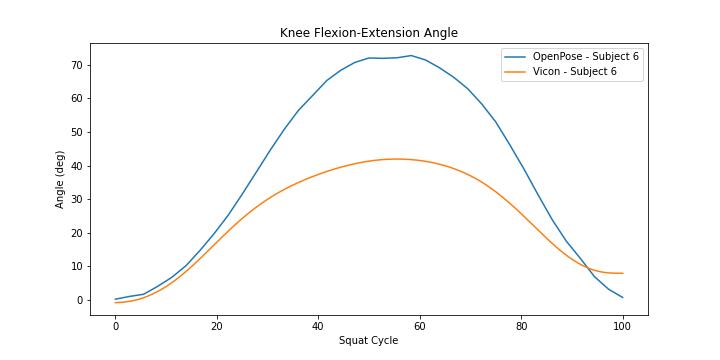 Knee Flexion-Extension Angle
OpenPose - Subject 6
Vicon - Subject 6
Angle (deg)
70
60
50
40
30
20
10
0
0 20 40 60 80 100
Squat Cycle